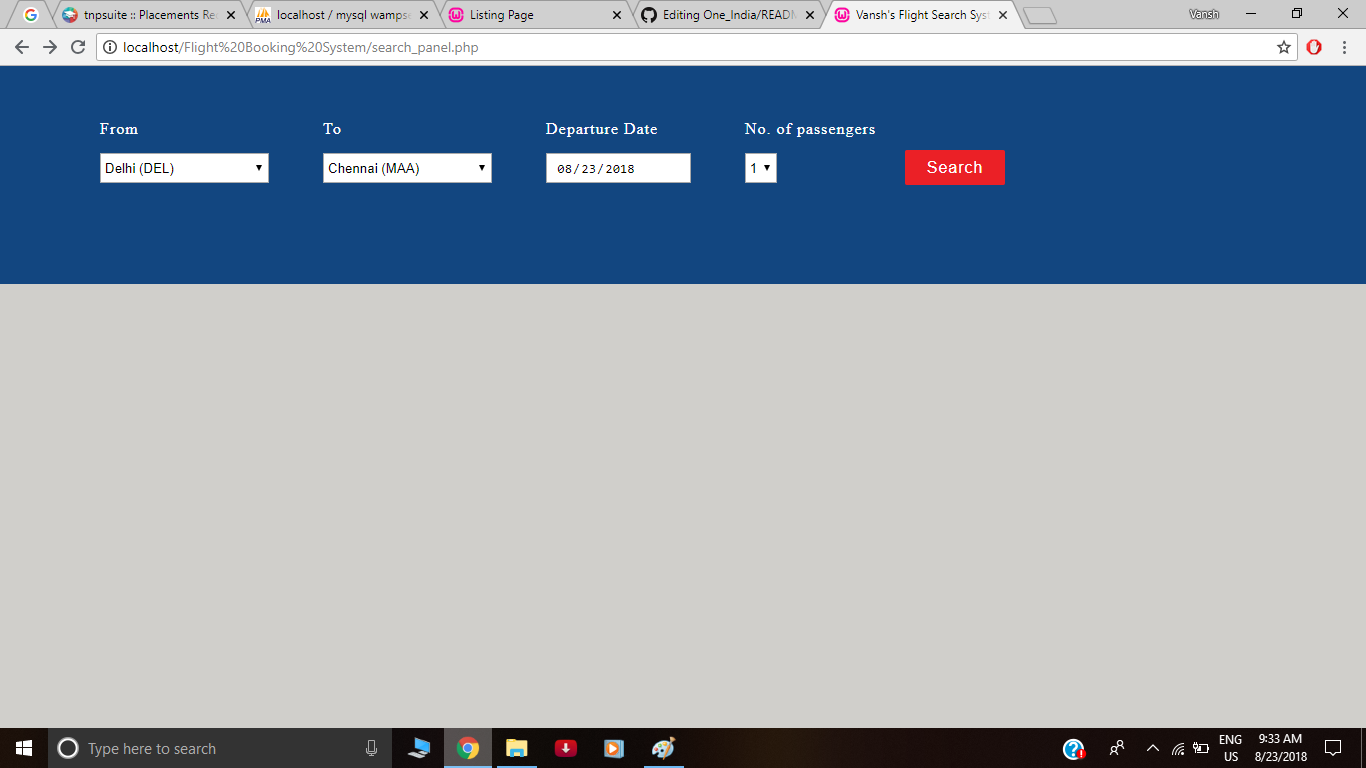 tnpsuite :: Placements Re
localhost / mysql wampse
Listing Page
Editing One_India/READM
Vansh's Flight Search Syst
Vansh
localhost/Flight%20Booking%20System/search_panel.php
From
To
Departure Date
No. of passengers
Delhi (DEL)
Chennai (MAA)
08/23/2018
1
Search
Type here to search
ENG
US
9:33 AM
8/23/2018
PMA